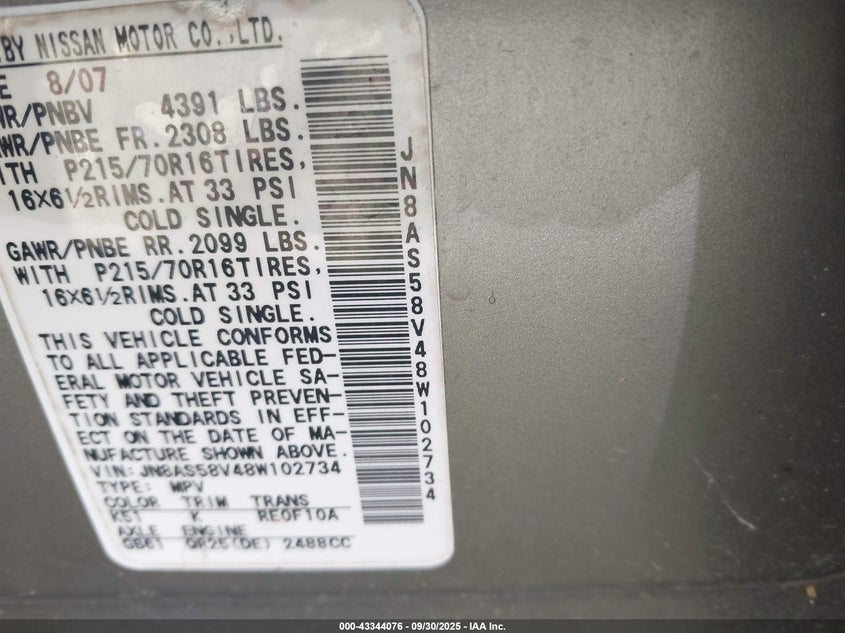 BY NISSAN MOTOR CO.,LTD.
E 8/07
WR/PNBV 4391 LBS.
WR/PNBE FR.2308 LBS.
ITH P215/70R16TIRES,
16X6½RIMS.AT 33 PSI
COLD SINGLE.
GAWR/PNBE RR.2099 LBS.
WITH P215/70R16TIRES,
16X6½RIMS.AT 33 PSI
COLD SINGLE.
THIS VEHICLE CONFORMS
TO ALL APPLICABLE FED-
ERAL MOTOR VEHICLE SA-
FETY AND THEFT PREVEN-
TION STANDARDS IN EFF-
ECT ON THE DATE OF MA-
NUFACTURE SHOWN ABOVE.
VIN: JN8AS58V48W102734
TYPE: MPV
COLOR TRIM TRANS
K51 K RE0F10A
AXLE ENGINE
GB61 QR25(DE) 2488CC
JN8AS58V48W102734
000-43344076 - 09/30/2025 - IAA Inc.